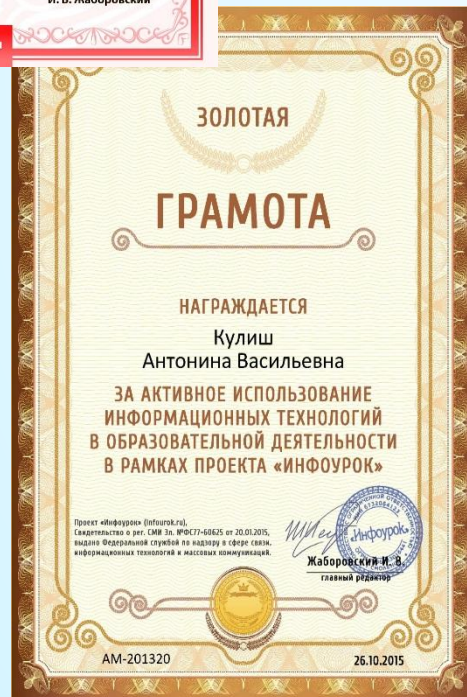 И. В. Жаборовский
ЗОЛОТАЯ
ГРАМОТА
НАГРАЖДАЕТСЯ
Кулиш
Антонина Васильевна
ЗА АКТИВНОЕ ИСПОЛЬЗОВАНИЕ
ИНФОРМАЦИОННЫХ ТЕХНОЛОГИЙ
В ОБРАЗОВАТЕЛЬНОЙ ДЕЯТЕЛЬНОСТИ
В РАМКАХ ПРОЕКТА «ИНФОУРОК»
Проект «Инфоурок» (infourok.ru),
Свидетельство о рег. СМИ Эл. №ФС77-60625 от 20.01.2015,
выдано Федеральной службой по надзору в сфере связи,
информационных технологий и массовых коммуникаций.
«Инфоурок»
Жаборовский И. В.
главный редактор
АМ-201320
26.10.2015